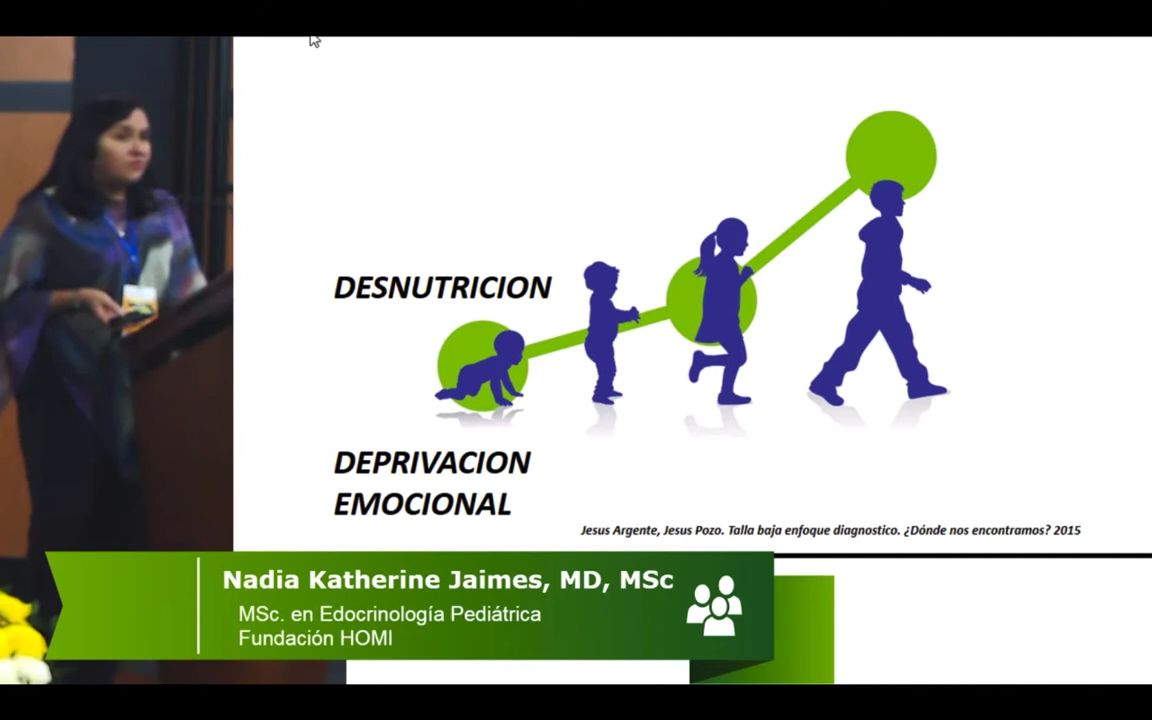 DESNUTRICION
DEPRIVACION
EMOCIONAL
Jesus Argente, Jesus Pozo. Talla baja enfoque diagnostico. ¿Dónde nos encontramos? 2015
Nadia Katherine Jaimes, MD, MSc
MSc. en Edocrinología Pediátrica
Fundación HOMI